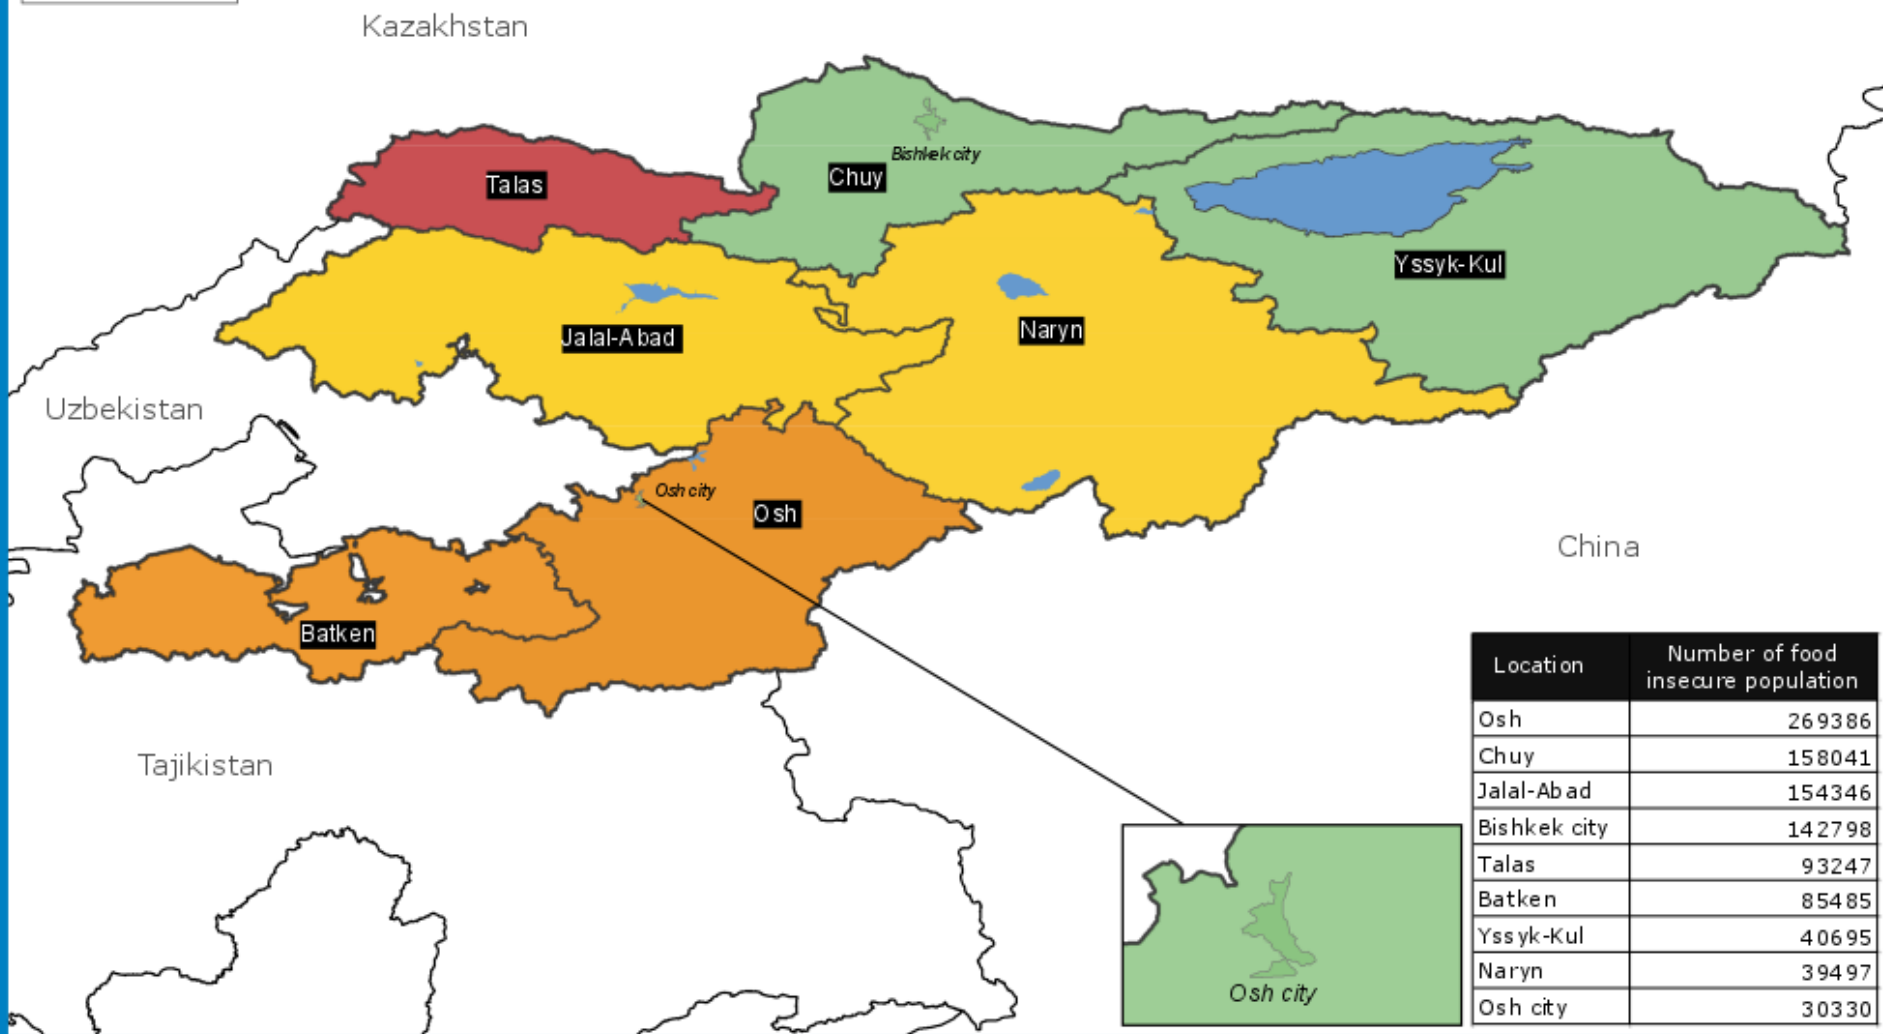 Kazakhstan
Bishkek city
Chuy
Talas
Yssyk-Kul
Naryn
Jalal-Abad
Uzbekistan
Osh city
Osh
China
Batken
Tajikistan
Osh city
Location Number of food
insecure population
Osh 269386
Chuy 158041
Jalal-Abad 154346
Bishkek city 142798
Talas 93247
Batken 85485
Yssyk-Kul 40695
Naryn 39497
Osh city 30330